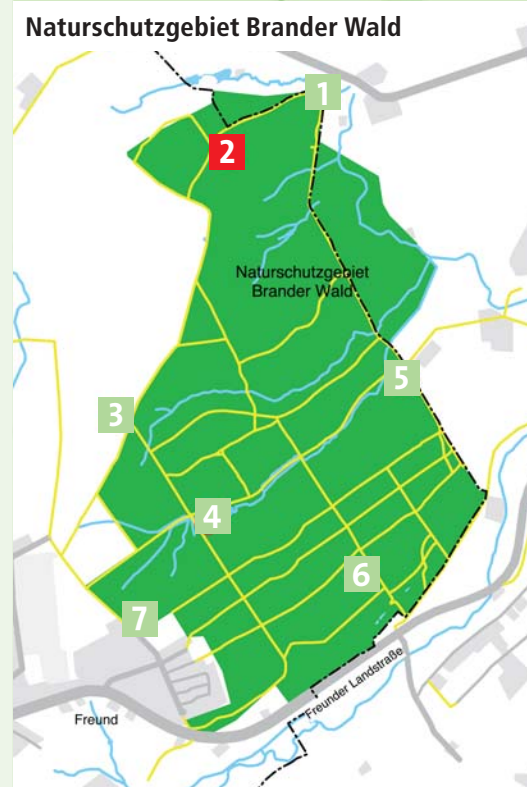 Naturschutzgebiet Brander Wald
1
2
Naturschutzgebiet
Brander Wald
5
3
4
6
7
Freund
Freunder Landstraße